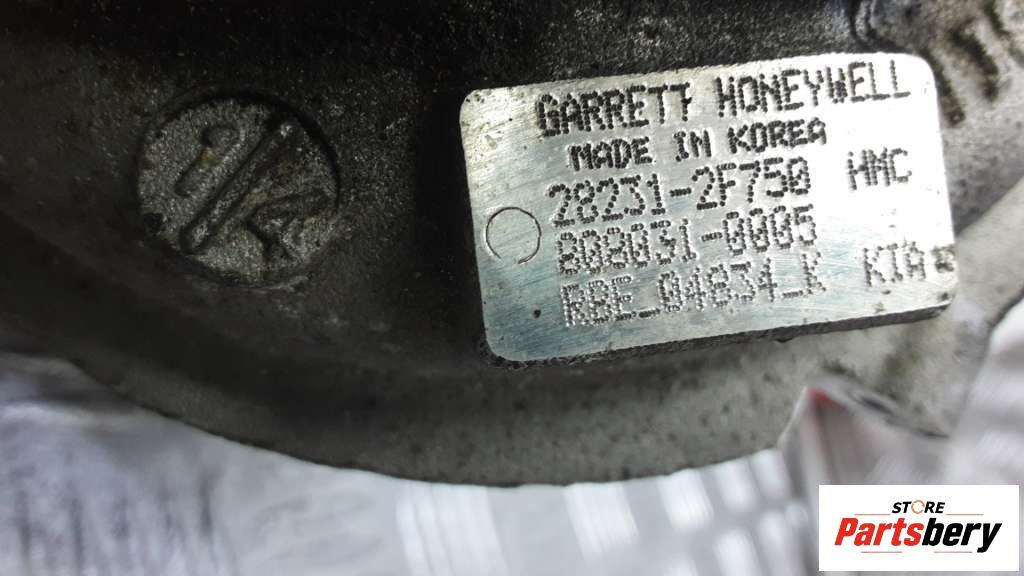 GARRETT HONEYWELL
MADE IN KOREA
28231-2F750 HMC
808031-0005
RBE_04834_K KIA
STORE
Partsbery